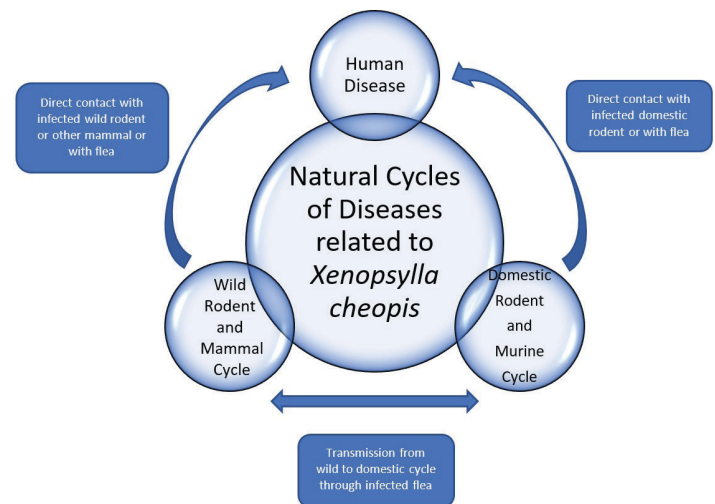 Human
Disease
Direct contact with
infected wild rodent
or other mammal or
with flea
Direct contact with
infected domestic
rodent or with flea
Natural Cycles
of Diseases
related to
Xenopsylla
cheopis
Wild
Rodent
and
Mammal
Cycle
Domestic
Rodent
and
Murine
Cycle
Transmission from
wild to domestic cycle
through infected flea